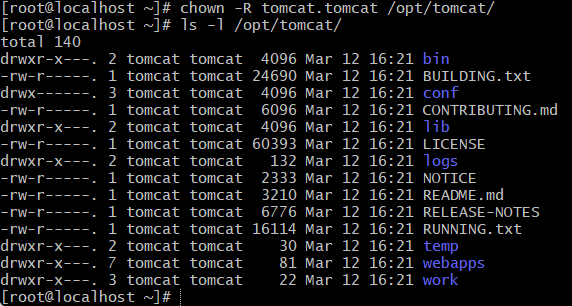 [root@localhost ~]# chown -R tomcat.tomcat /opt/tomcat/
[root@localhost ~]# ls -l /opt/tomcat/
total 140
drwxr-x---. 2 tomcat tomcat  4096 Mar 12 16:21 bin
-rw-r-----. 1 tomcat tomcat 24690 Mar 12 16:21 BUILDING.txt
drwx------. 3 tomcat tomcat  4096 Mar 12 16:21 conf
-rw-r-----. 1 tomcat tomcat  6096 Mar 12 16:21 CONTRIBUTING.md
drwxr-x---. 2 tomcat tomcat  4096 Mar 12 16:21 lib
-rw-r-----. 1 tomcat tomcat 60393 Mar 12 16:21 LICENSE
drwxr-x---. 2 tomcat tomcat   132 Mar 12 16:21 logs
-rw-r-----. 1 tomcat tomcat  2333 Mar 12 16:21 NOTICE
-rw-r-----. 1 tomcat tomcat  3210 Mar 12 16:21 README.md
-rw-r-----. 1 tomcat tomcat  6776 Mar 12 16:21 RELEASE-NOTES
-rw-r-----. 1 tomcat tomcat 16114 Mar 12 16:21 RUNNING.txt
drwxr-x---. 2 tomcat tomcat    30 Mar 12 16:21 temp
drwxr-x---. 7 tomcat tomcat    81 Mar 12 16:21 webapps
drwxr-x---. 3 tomcat tomcat    22 Mar 12 16:21 work
[root@localhost ~]#